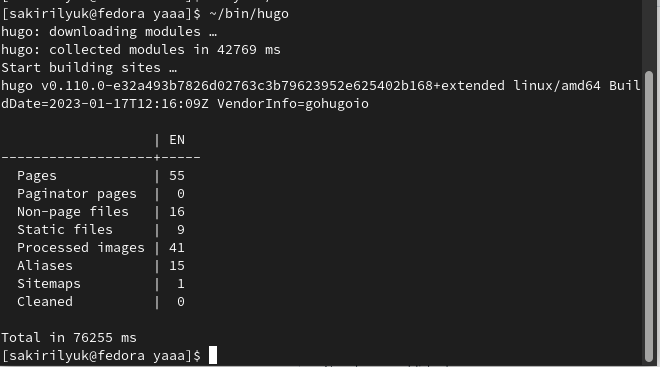 [sakirilyuk@fedora yaaa]$ ~/bin/hugo
hugo: downloading modules …
hugo: collected modules in 42769 ms
Start building sites …
hugo v0.110.0-e32a493b7826d02763c3b79623952e625402b168+extended linux/amd64 Buil
dDate=2023-01-17T12:16:09Z VendorInfo=gohugoio
| EN
-------------------+-----
Pages | 55
Paginator pages | 0
Non-page files | 16
Static files | 9
Processed images | 41
Aliases | 15
Sitemaps | 1
Cleaned | 0
Total in 76255 ms
[sakirilyuk@fedora yaaa]$